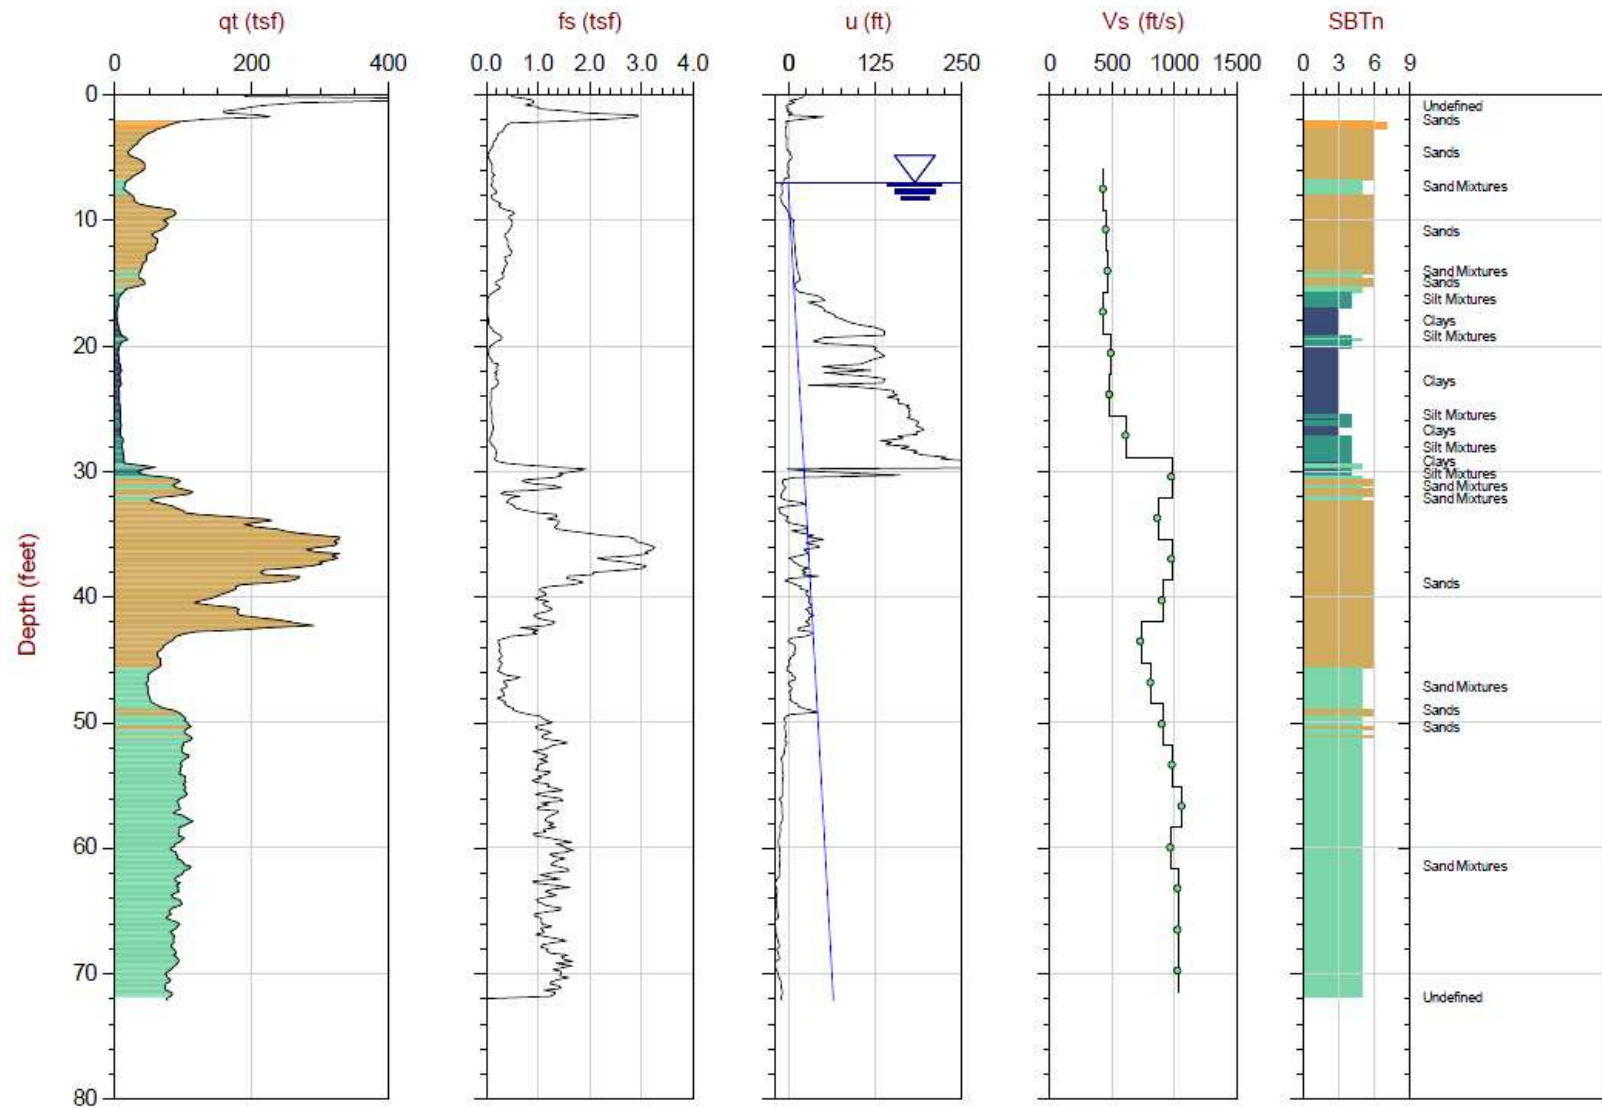 qt (tsf) fs (tsf) u (ft) Vs (ft/s) SBTn
0 200 400 0.0 1.0 2.0 3.0 4.0 0 125 250 0 500 1000 1500 0 3 6 9
0
Undefined
Sands
Sands
Sand Mixtures
10
Sands
Sand Mixtures
Sands
Silt Mixtures
Clays
Silt Mixtures
20
Clays
Silt Mixtures
Clays
Silt Mixtures
Clays
30
Silt Mixtures
Sand Mixtures
Sand Mixtures
Sands
40
Depth (feet)
Sand Mixtures
Sands
50
Sands
60
Sand Mixtures
70
Undefined
80